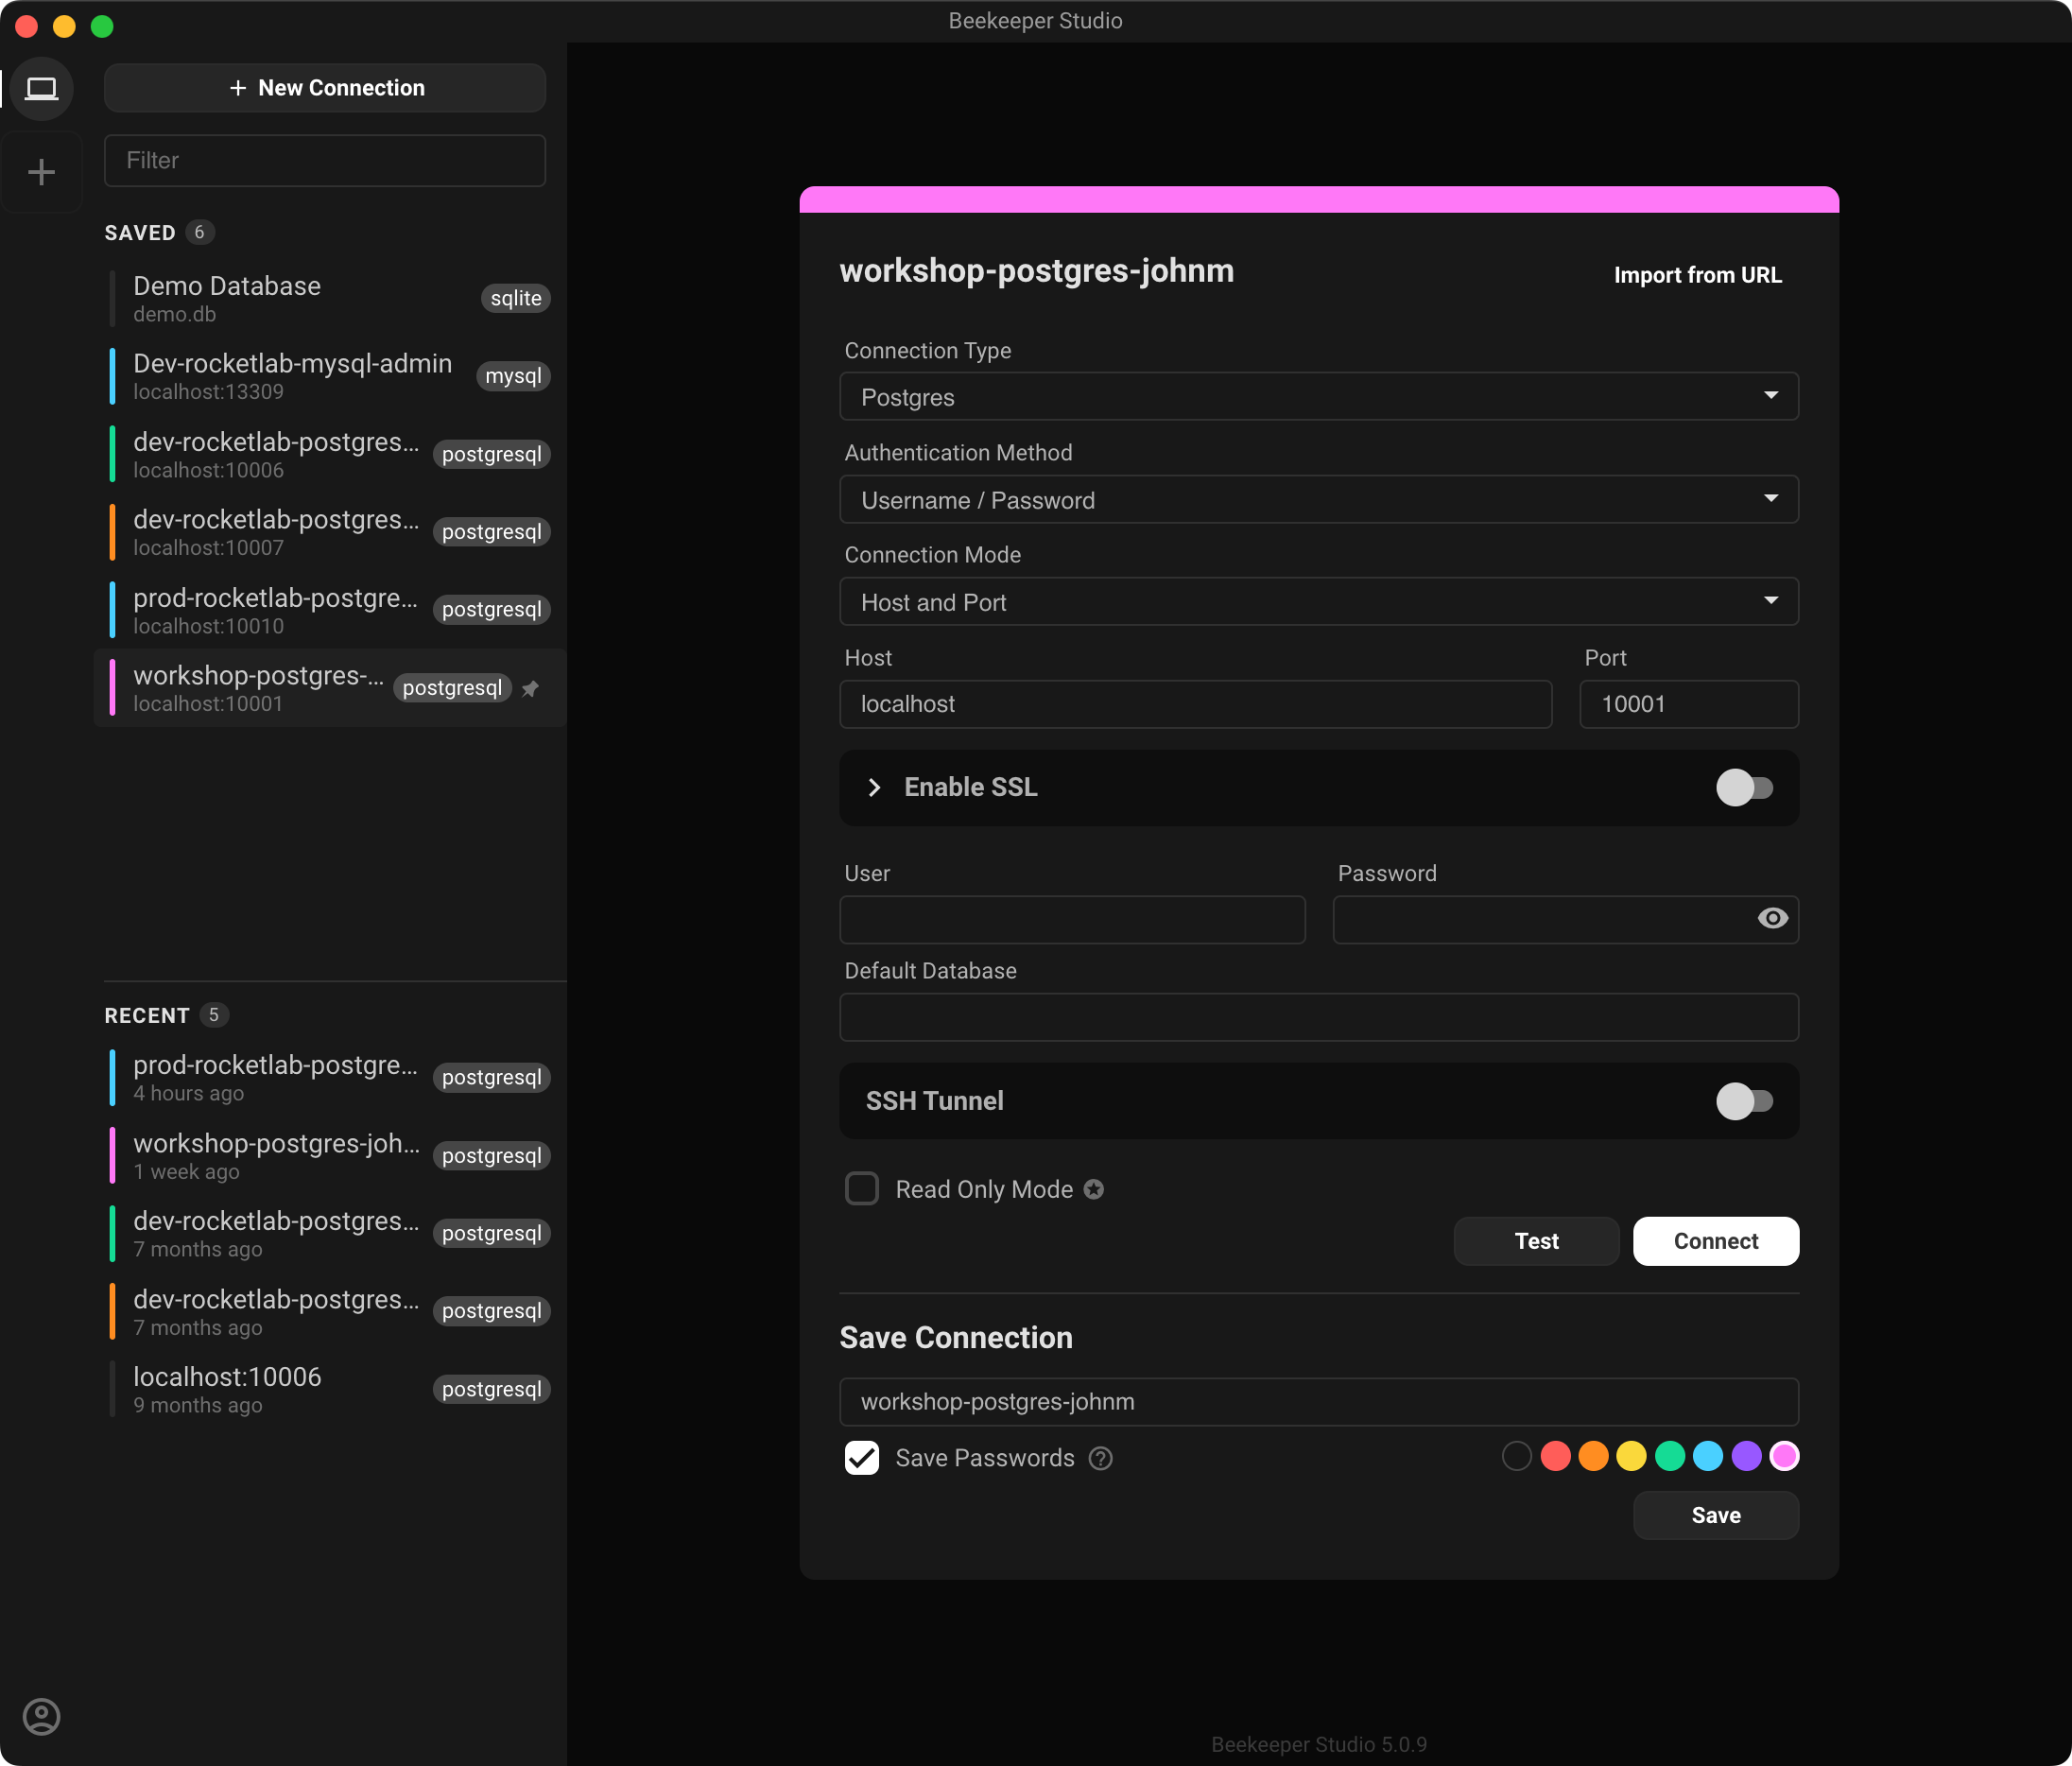 Beekeeper Studio
+ New Connection
Filter
SAVED 6
Demo Database
demo.db
sqlite
Dev-rocketlab-mysql-admin
localhost:13309
mysql
dev-rocketlab-postgres...
localhost:10006
postgresql
dev-rocketlab-postgres...
localhost:10007
postgresql
prod-rocketlab-postgre...
localhost:10010
postgresql
workshop-postgres-...
localhost:10001
postgresql
RECENT 5
prod-rocketlab-postgre...
4 hours ago
postgresql
workshop-postgres-joh...
1 week ago
postgresql
dev-rocketlab-postgres...
7 months ago
postgresql
dev-rocketlab-postgres...
7 months ago
postgresql
localhost:10006
9 months ago
postgresql
workshop-postgres-johnm
Import from URL
Connection Type
Postgres
Authentication Method
Username / Password
Connection Mode
Host and Port
Host
Port
localhost
10001
Enable SSL
User
Password
Default Database
SSH Tunnel
Read Only Mode
Test
Connect
Save Connection
workshop-postgres-johnm
Save Passwords ?
Save
Beekeeper Studio 5.0.9